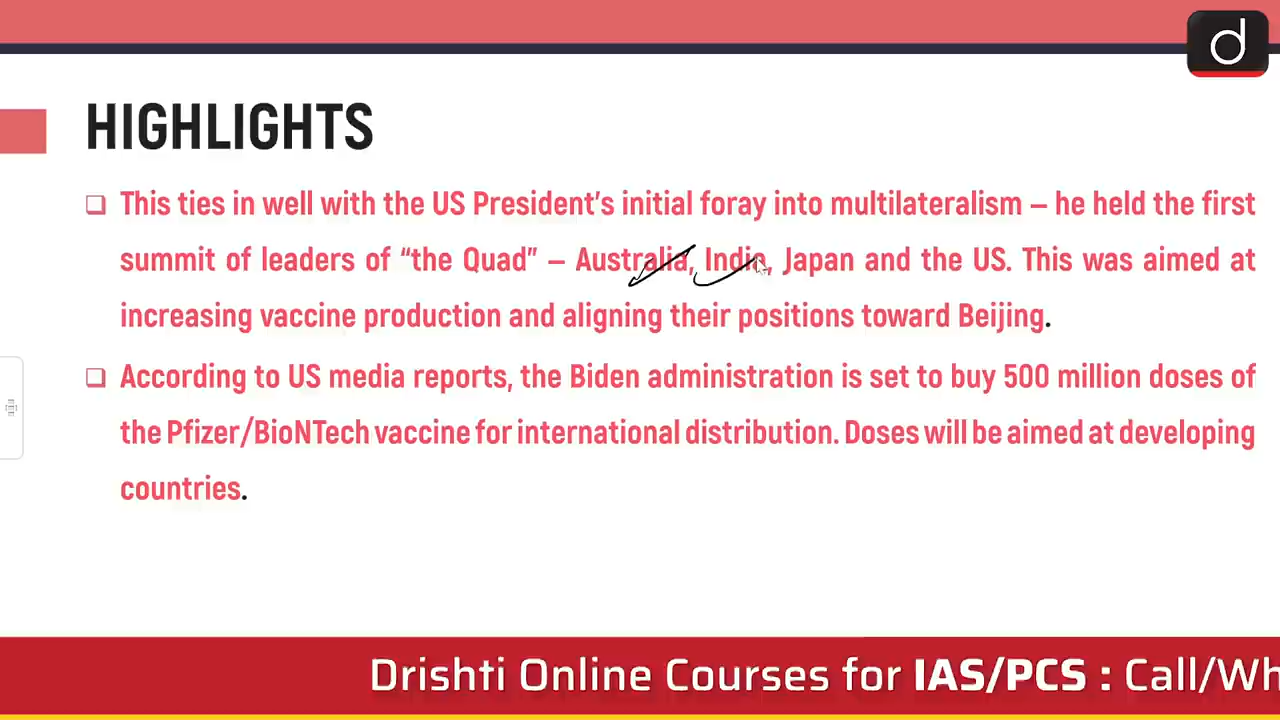 d
HIGHLIGHTS
❑ This ties in well with the US President's initial foray into multilateralism – he held the first
summit of leaders of “the Quad” – Australia, India, Japan and the US. This was aimed at
increasing vaccine production and aligning their positions toward Beijing.
❑ According to US media reports, the Biden administration is set to buy 500 million doses of
the Pfizer/BioNTech vaccine for international distribution. Doses will be aimed at developing
countries.
Drishti Online Courses for IAS/PCS : Call/Wh